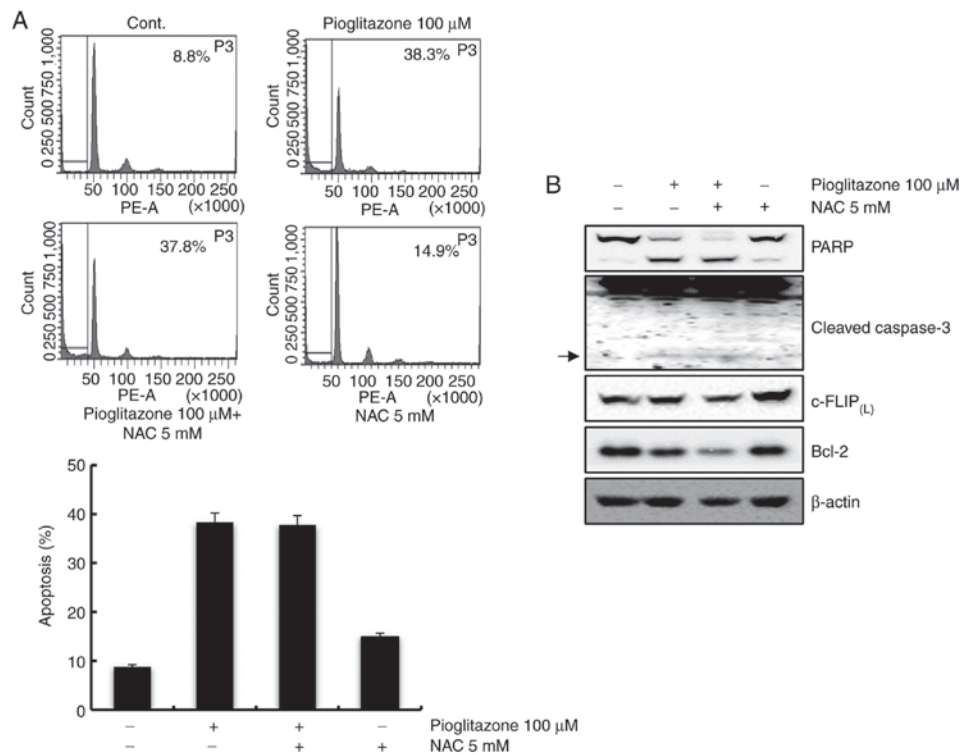 A
Cont.
P3
8.8%
Count
0 250 500 750 1,000
50 100 150 200 250
PE-A (×1000)
Pioglitazone 100 μM
P3
38.3%
Count
0 250 500 750 1,000
50 100 150 200 250
PE-A (×1000)
P3
37.8%
Count
0 250 500 750 1,000
50 100 150 200 250
PE-A (×1000)
Pioglitazone 100 μM+
NAC 5 mM
P3
14.9%
Count
0 250 500 750 1,000
50 100 150 200 250
PE-A (×1000)
50
40
30
20
10
0
Apoptosis (%)
– + + – Pioglitazone 100 μM
– – + + NAC 5 mM
B
– + + – Pioglitazone 100 μM
– – + + NAC 5 mM
PARP
Cleaved caspase-3
c-FLIP(L)
Bcl-2
β-actin